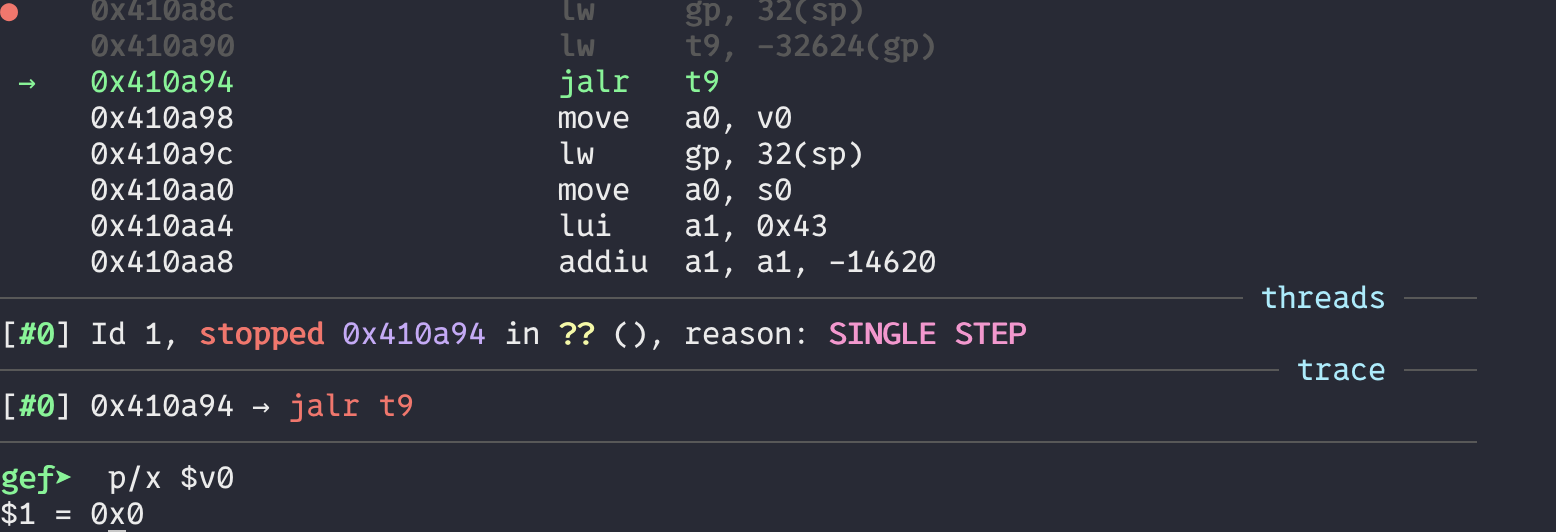 0x410a8c lw gp, 32(sp)
0x410a90 lw t9, -32624(gp)
→ 0x410a94 jalr t9
0x410a98 move a0, v0
0x410a9c lw gp, 32(sp)
0x410aa0 move a0, s0
0x410aa4 lui a1, 0x43
0x410aa8 addiu a1, a1, -14620
threads
[#0] Id 1, stopped 0x410a94 in ?? (), reason: SINGLE STEP
trace
[#0] 0x410a94 → jalr t9
gef➤ p/x $v0
$1 = 0x0